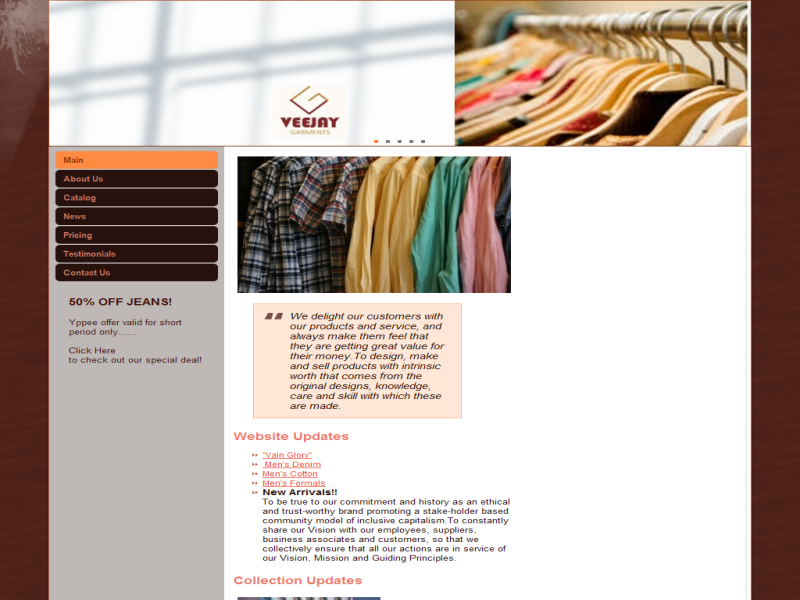 VEEJAY
GARMENTS
Main
About Us
Catalog
News
Pricing
Testimonials
Contact Us
50% OFF JEANS!
Yppee offer valid for short
period only......
Click Here
to check out our special deal!
We delight our customers with
our products and service, and
always make them feel that
they are getting great value for
their money.To design, make
and sell products with intrinsic
worth that comes from the
original designs, knowledge,
care and skill with which these
are made.
Website Updates
"Vain Glory"
Men's Denim
Men's Cotton
Men's Formals
New Arrivals!!
To be true to our commitment and history as an ethical
and trust-worthy brand promoting a stake-holder based
community model of inclusive capitalism.To constantly
share our Vision with our employees, suppliers,
business associates and customers, so that we
collectively ensure that all our actions are in service of
our Vision, Mission and Guiding Principles.
Collection Updates